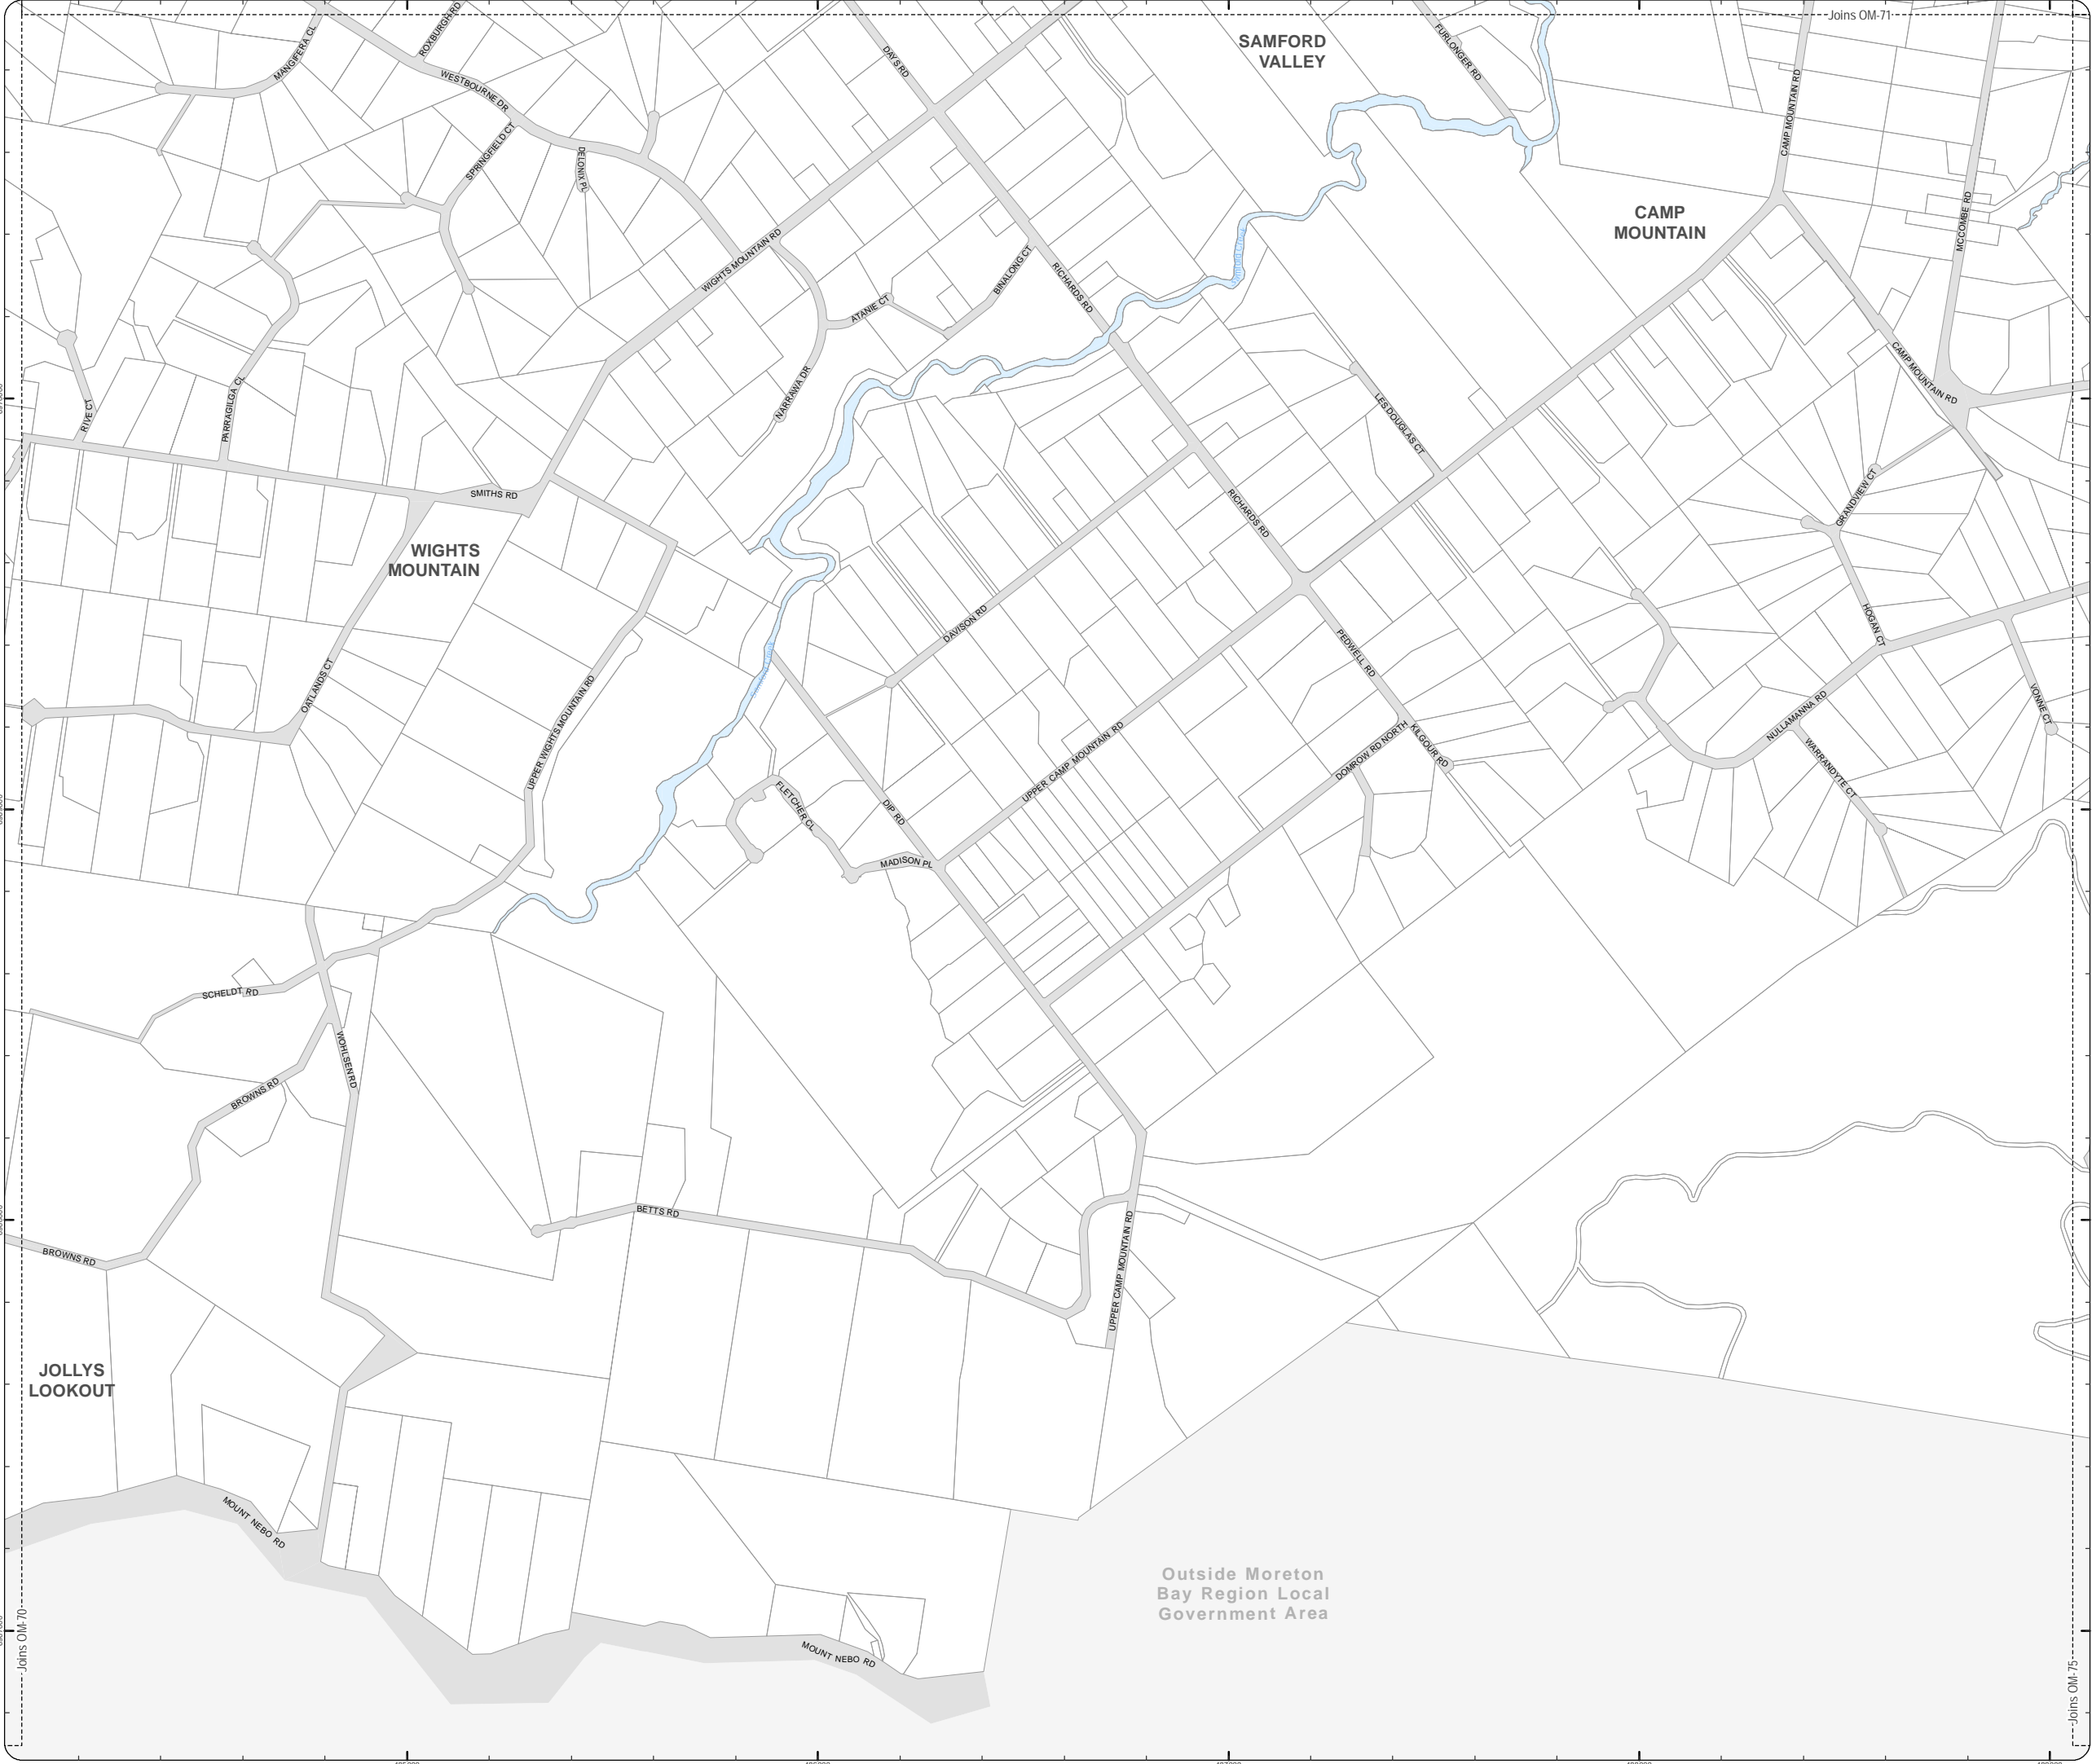 Joins OM-71
ROXBURGH RD
MANGIFERA CL
WESTBOURNE DR
DAYS RD
SAMFORD
VALLEY
FURLONGER RD
CAMP MOUNTAIN RD
SPRINGFIELD CT
DELONIX PL
MCCOMBE RD
CAMP
MOUNTAIN
WIGHTS MOUNTAIN RD
BINALONG CT
RICHARDS RD
ATANIE CT
NARRAWA DR
RIVE CT
PARRAGILGA CL
LES DOUGLAS CT
CAMP MOUNTAIN RD
SMITHS RD
RICHARDS RD
GRANDVIEW CT
WIGHTS
MOUNTAIN
DAVISON RD
PEDWELL RD
HOGAN CT
OATLANDS CT
UPPER WIGHTS MOUNTAIN RD
NULLAMANNA RD
VONNE CT
UPPER CAMP MOUNTAIN RD
DOMROW RD NORTH
KILGOUR RD
WARRANDYTE CT
FLETCHER CL
DIP RD
MADISON PL
SCHELDT RD
WOHLSEN RD
BROWNS RD
BETTS RD
BROWNS RD
UPPER CAMP MOUNTAIN RD
JOLLYS
LOOKOUT
MOUNT NEBO RD
Outside Moreton
Bay Region Local
Government Area
MOUNT NEBO RD
Joins OM-70
Joins OM-75